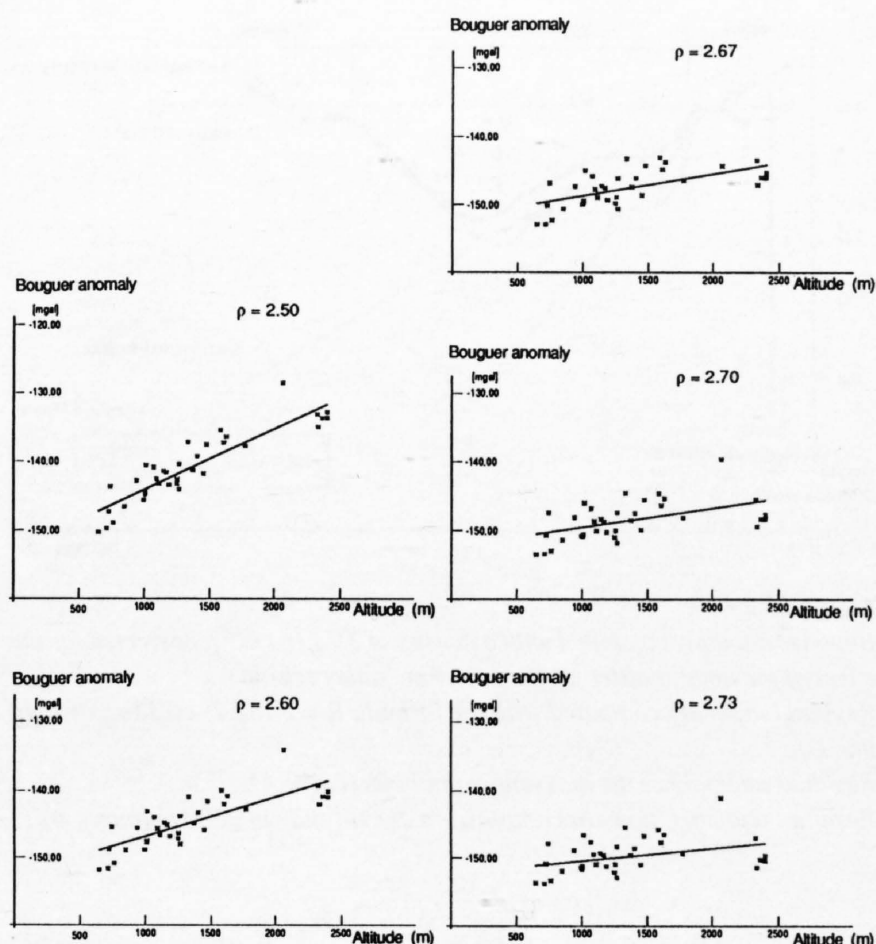 Bouguer anomaly
[mgal]
ρ = 2.67
-130.00
-140.00
-150.00
500 1000 1500 2000 2500 Altitude (m)
Bouguer anomaly
[mgal]
ρ = 2.50
-120.00
-130.00
-140.00
-150.00
500 1000 1500 2000 2500
Altitude (m)
Bouguer anomaly
[mgal]
ρ = 2.70
-130.00
-140.00
-150.00
500 1000 1500 2000 2500
Altitude (m)
Bouguer anomaly
[mgal]
ρ = 2.60
-130.00
-140.00
-150.00
500 1000 1500 2000 2500
Altitude (m)
Bouguer anomaly
[mgal]
ρ = 2.73
-130.00
-140.00
-150.00
500 1000 1500 2000 2500
Altitude (m)